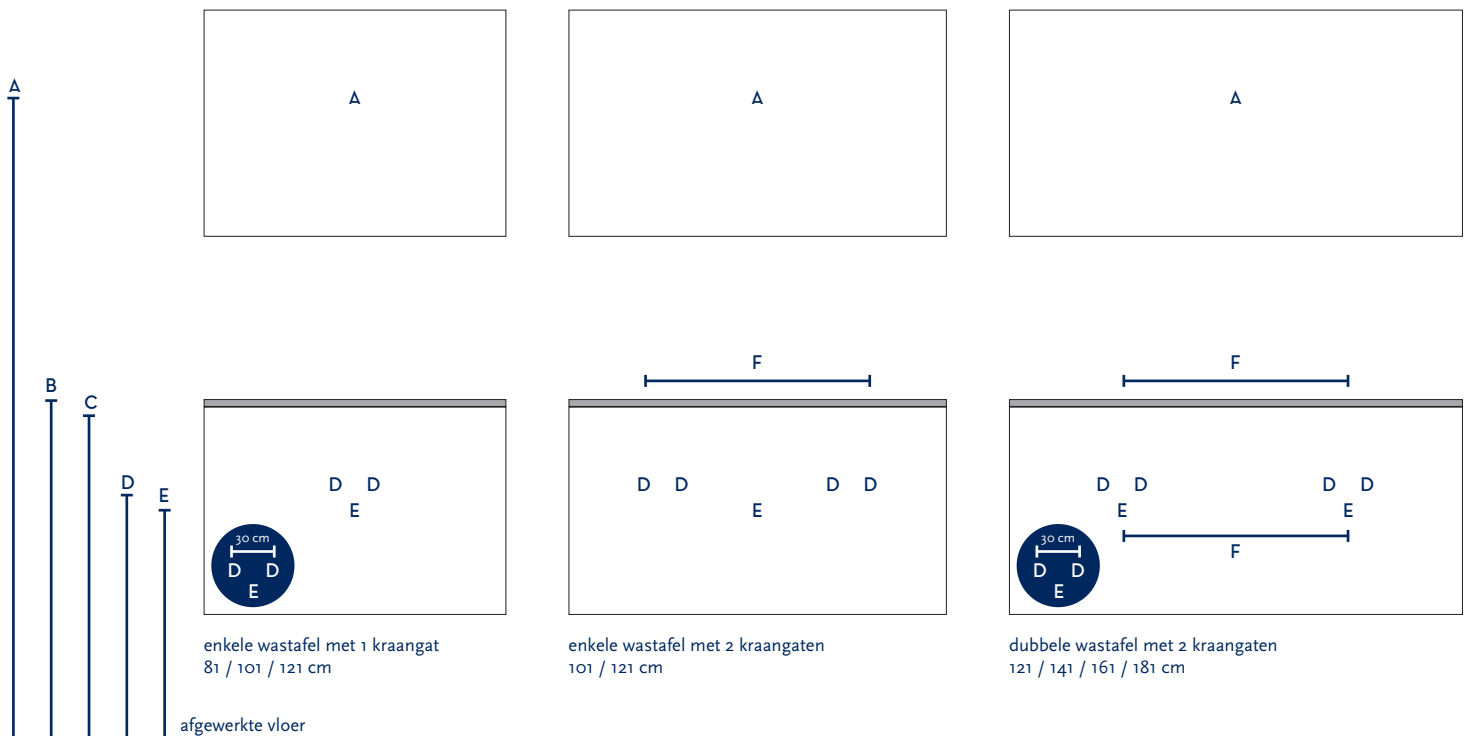 A
A
A
A
F
F
B
C
D
E
D D
E
D D
D D
E
D D
E
D D
E
F
30 cm
D D
E
30 cm
D D
E
enkele wastafel met 1 kraangat
81 / 101 / 121 cm
enkele wastafel met 2 kraangaten
101 / 121 cm
dubbele wastafel met 2 kraangaten
121 / 141 / 161 / 181 cm
afgewerkte vloer